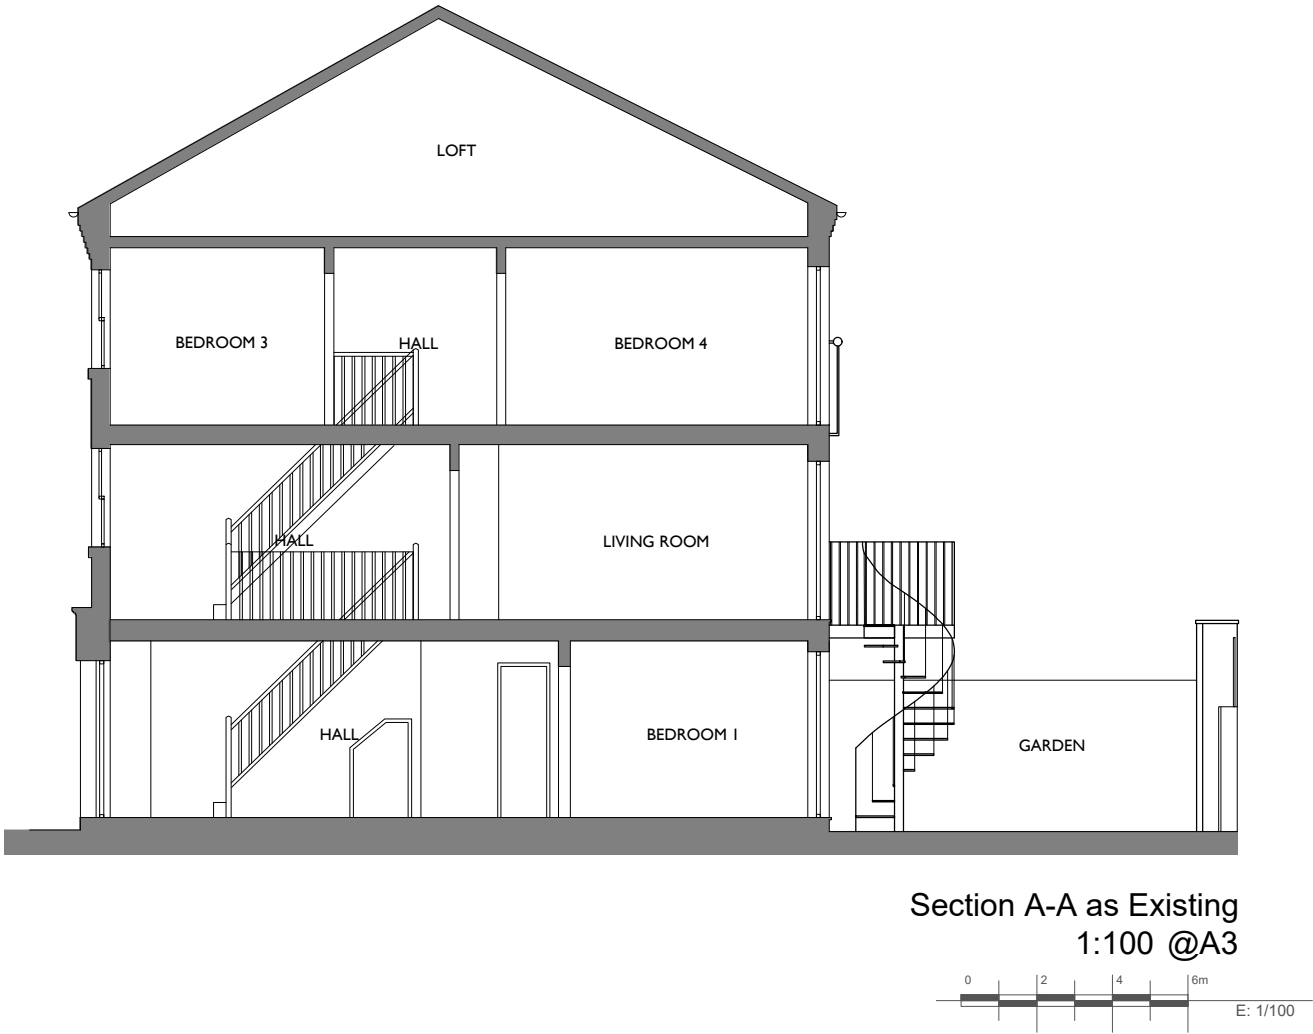 LOFT
BEDROOM 3
HALL
BEDROOM 4
HALL
LIVING ROOM
HALL
BEDROOM 1
GARDEN
Section A-A as Existing
1:100 @A3
0 2 4 6m
E: 1/100